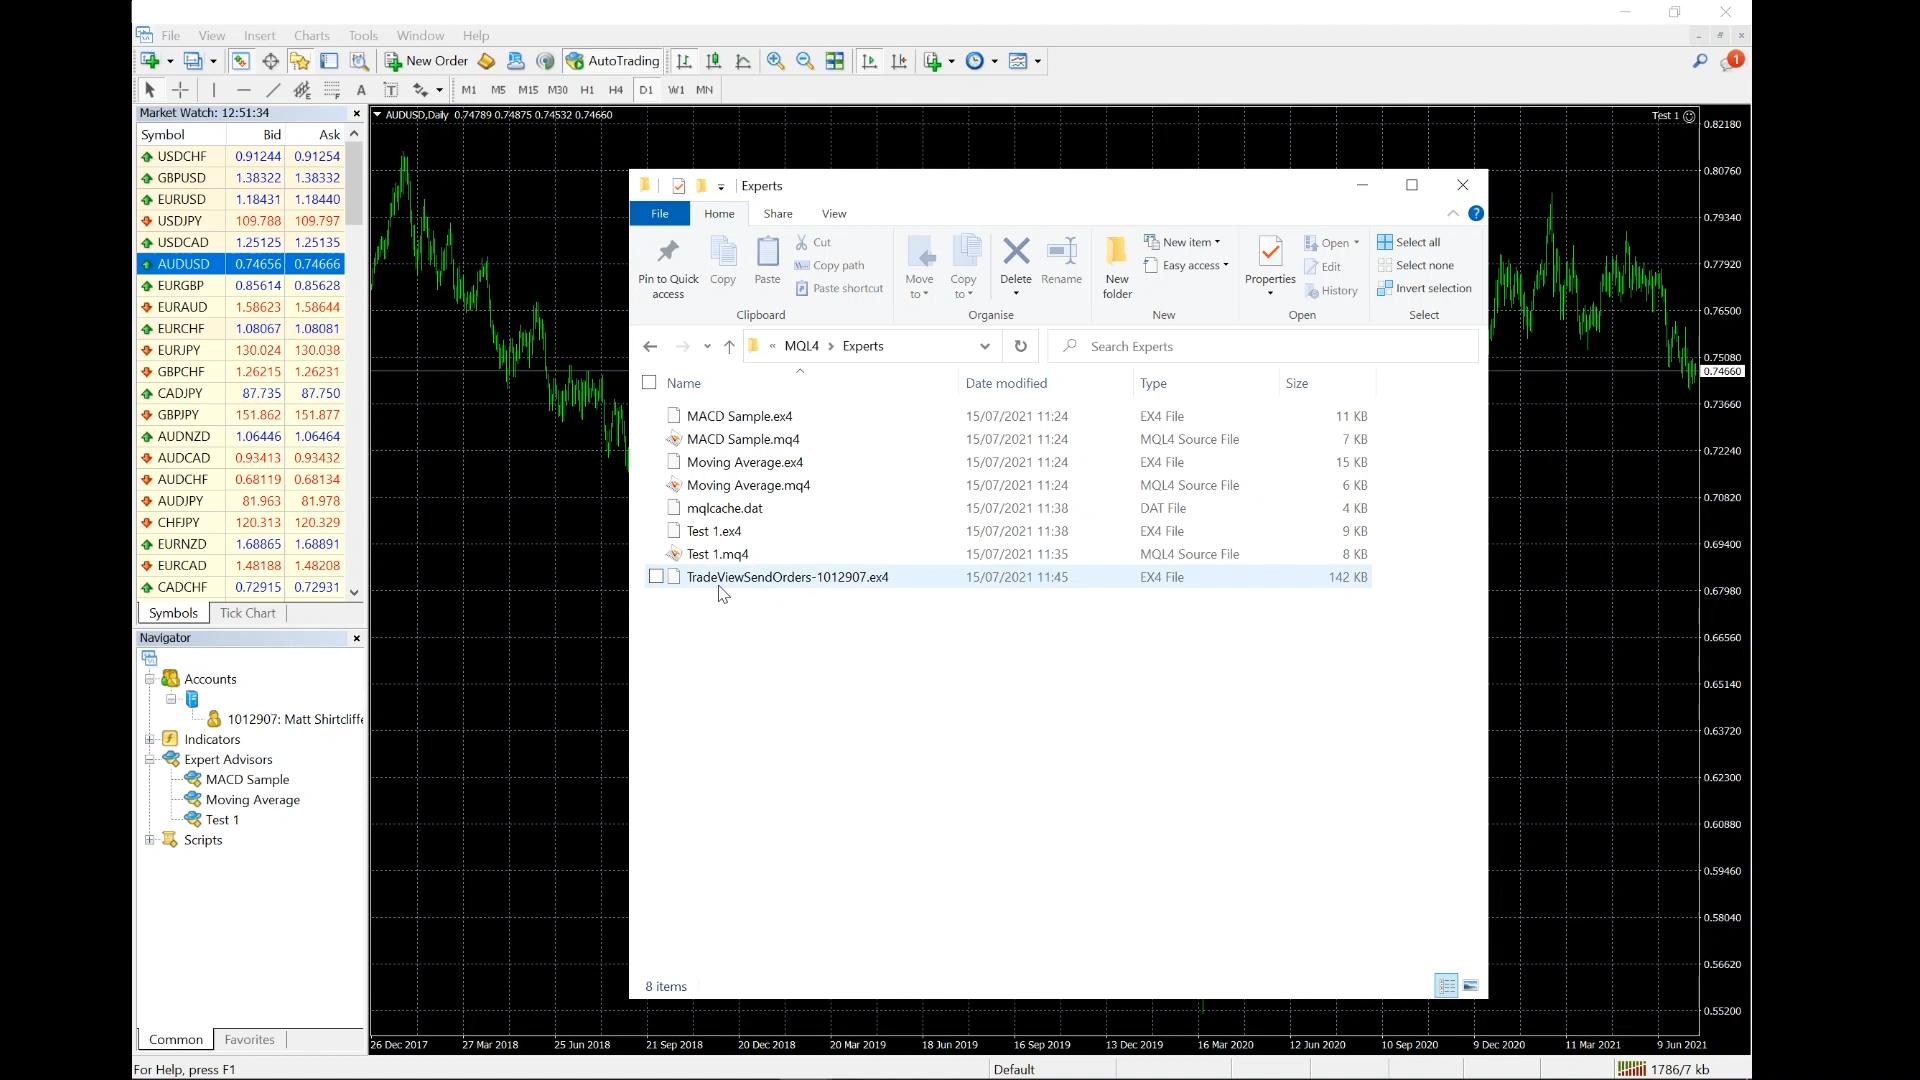 File View Insert Charts Tools Window Help
New Order AutoTrading
A T M1 M5 M15 M30 H1 H4 D1 W1 MN
1
Market Watch: 12:51:34
Symbol Bid Ask
USDCHF 0.91244 0.91254
GBPUSD 1.38322 1.38332
EURUSD 1.18431 1.18440
USDJPY 109.788 109.797
USDCAD 1.25125 1.25135
AUDUSD 0.74656 0.74666
EURGBP 0.85614 0.85628
EURAUD 1.58623 1.58644
EURCHF 1.08067 1.08081
EURJPY 130.024 130.038
GBPCHF 1.26215 1.26231
CADJPY 87.735 87.750
GBPJPY 151.862 151.877
AUDNZD 1.06446 1.06464
AUDCAD 0.93413 0.93432
AUDCHF 0.68119 0.68134
AUDJPY 81.963 81.978
CHFJPY 120.313 120.329
EURNZD 1.68865 1.68891
EURCAD 1.48188 1.48208
CADCHF 0.72915 0.72931
Symbols Tick Chart
Navigator
Accounts
1012907: Matt Shirtcliffe
Indicators
Expert Advisors
MACD Sample
Moving Average
Test 1
Scripts
Common Favorites
For Help, press F1
AUDUSD,Daily 0.74789 0.74875 0.74532 0.74660
Test 1
Experts
File Home Share View
Pin to Quick access
Copy
Paste
Cut
Copy path
Paste shortcut
Clipboard
Move to
Copy to
Delete
Rename
Organise
New folder
New item
Easy access
New
Properties
Open
Edit
History
Open
Select all
Select none
Invert selection
Select
« MQL4 > Experts
Search Experts
Name Date modified Type Size
MACD Sample.ex4 15/07/2021 11:24 EX4 File 11 KB
MACD Sample.mq4 15/07/2021 11:24 MQL4 Source File 7 KB
Moving Average.ex4 15/07/2021 11:24 EX4 File 15 KB
Moving Average.mq4 15/07/2021 11:24 MQL4 Source File 6 KB
mqlcache.dat 15/07/2021 11:38 DAT File 4 KB
Test 1.ex4 15/07/2021 11:38 EX4 File 9 KB
Test 1.mq4 15/07/2021 11:35 MQL4 Source File 8 KB
TradeViewSendOrders-1012907.ex4 15/07/2021 11:45 EX4 File 142 KB
8 items
0.82180
0.80760
0.79340
0.77920
0.76500
0.75080
0.74660
0.73660
0.72240
0.70820
0.69400
0.67980
0.66560
0.65140
0.63720
0.62300
0.60880
0.59460
0.58040
0.56620
0.55200
26 Dec 2017 27 Mar 2018 25 Jun 2018 21 Sep 2018 20 Dec 2018 20 Mar 2019 18 Jun 2019 16 Sep 2019 13 Dec 2019 16 Mar 2020 12 Jun 2020 10 Sep 2020 9 Dec 2020 11 Mar 2021 9 Jun 2021
Default
1786/7 kb